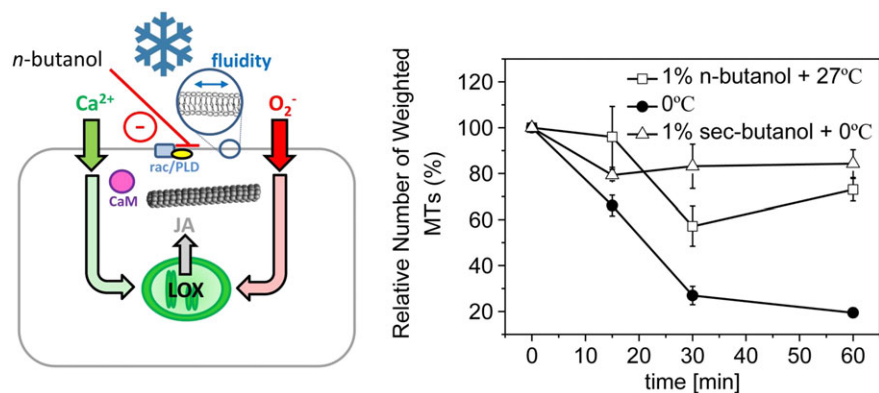 n-butanol
fluidity
Ca2+
O2-
−
rac/PLD
CaM
JA
LOX
Relative Number of Weighted
MTs (%)
120
100
80
60
40
20
1% n-butanol + 27ºC
0ºC
1% sec-butanol + 0ºC
0 10 20 30 40 50 60
time [min]